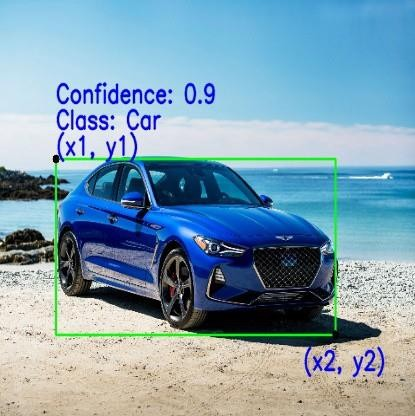 Confidence: 0.9
Class: Car
(x1, y1)
(x2, y2)